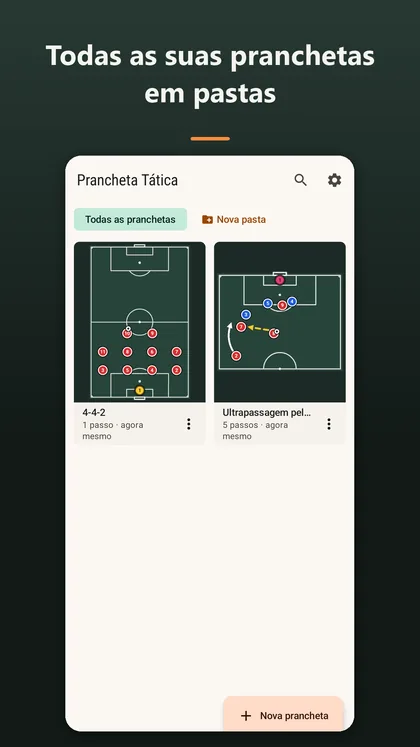 Todas as suas pranchetas
em pastas
Prancheta Tática
Todas as pranchetas
Nova pasta
4-4-2
1 passo · agora
mesmo
Ultrapassagem pel...
5 passos · agora
mesmo
Nova prancheta